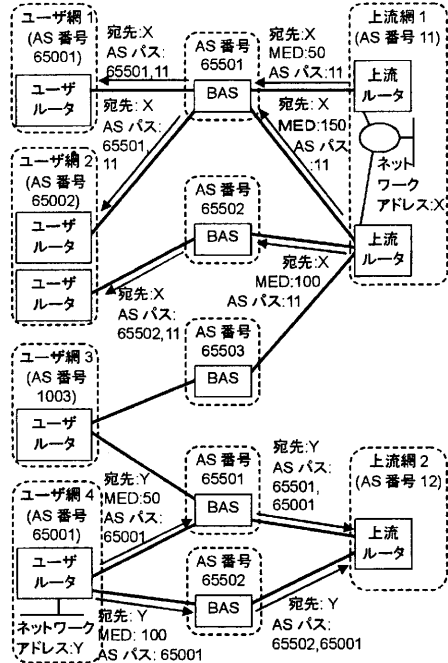 ユーザ網1
(AS 番号
65001)
ユーザ
ルータ
宛先:X
AS パス:
65501,11
AS 番号
65501
BAS
宛先:X
MED:50
AS パス:11
上流網1
(AS 番号 11)
上流
ルータ
宛先:X
AS パス:
65501,
11
宛先:X
MED:150
AS パス
:11
ネット
ワーク
アドレス:X
ユーザ網2
(AS 番号
65002)
ユーザ
ルータ
ユーザ
ルータ
AS 番号
65502
BAS
上流
ルータ
宛先:X
AS パス:
65502,11
宛先:X
MED:100
AS パス:11
ユーザ網3
(AS 番号
1003)
ユーザ
ルータ
AS 番号
65503
BAS
ユーザ網4
(AS 番号
65001)
ユーザ
ルータ
宛先:Y
MED:50
AS パス:
65001
AS 番号
65501
BAS
宛先:Y
AS パス:
65501,
65001
上流網2
(AS 番号 12)
上流
ルータ
AS 番号
65502
BAS
ネットワーク
アドレス:Y
宛先: Y
MED: 100
AS パス: 65001
宛先: Y
AS パス:
65502,65001